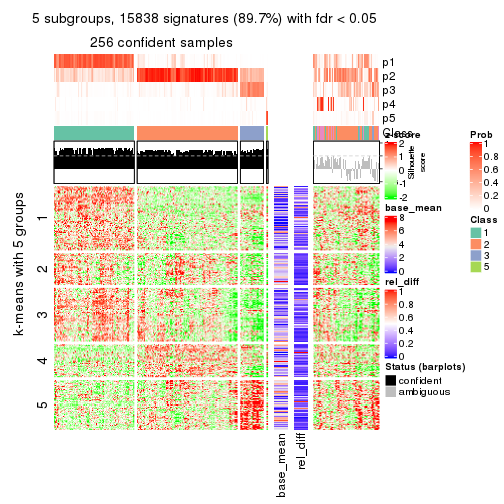 5 subgroups, 15838 signatures (89.7%) with fdr < 0.05
256 confident samples
p1
p2
p3
p4
p5
Class
z-score
2
1
0
-1
-2
Silhouette
score
Prob
1
0.8
0.6
0.4
0.2
0
Class
1
2
3
5
base_mean
8
6
4
2
0
rel_diff
1
0.8
0.6
0.4
0.2
0
Status (barplots)
confident
ambiguous
k-means with 5 groups
1
2
3
4
5
base_mean
rel_diff